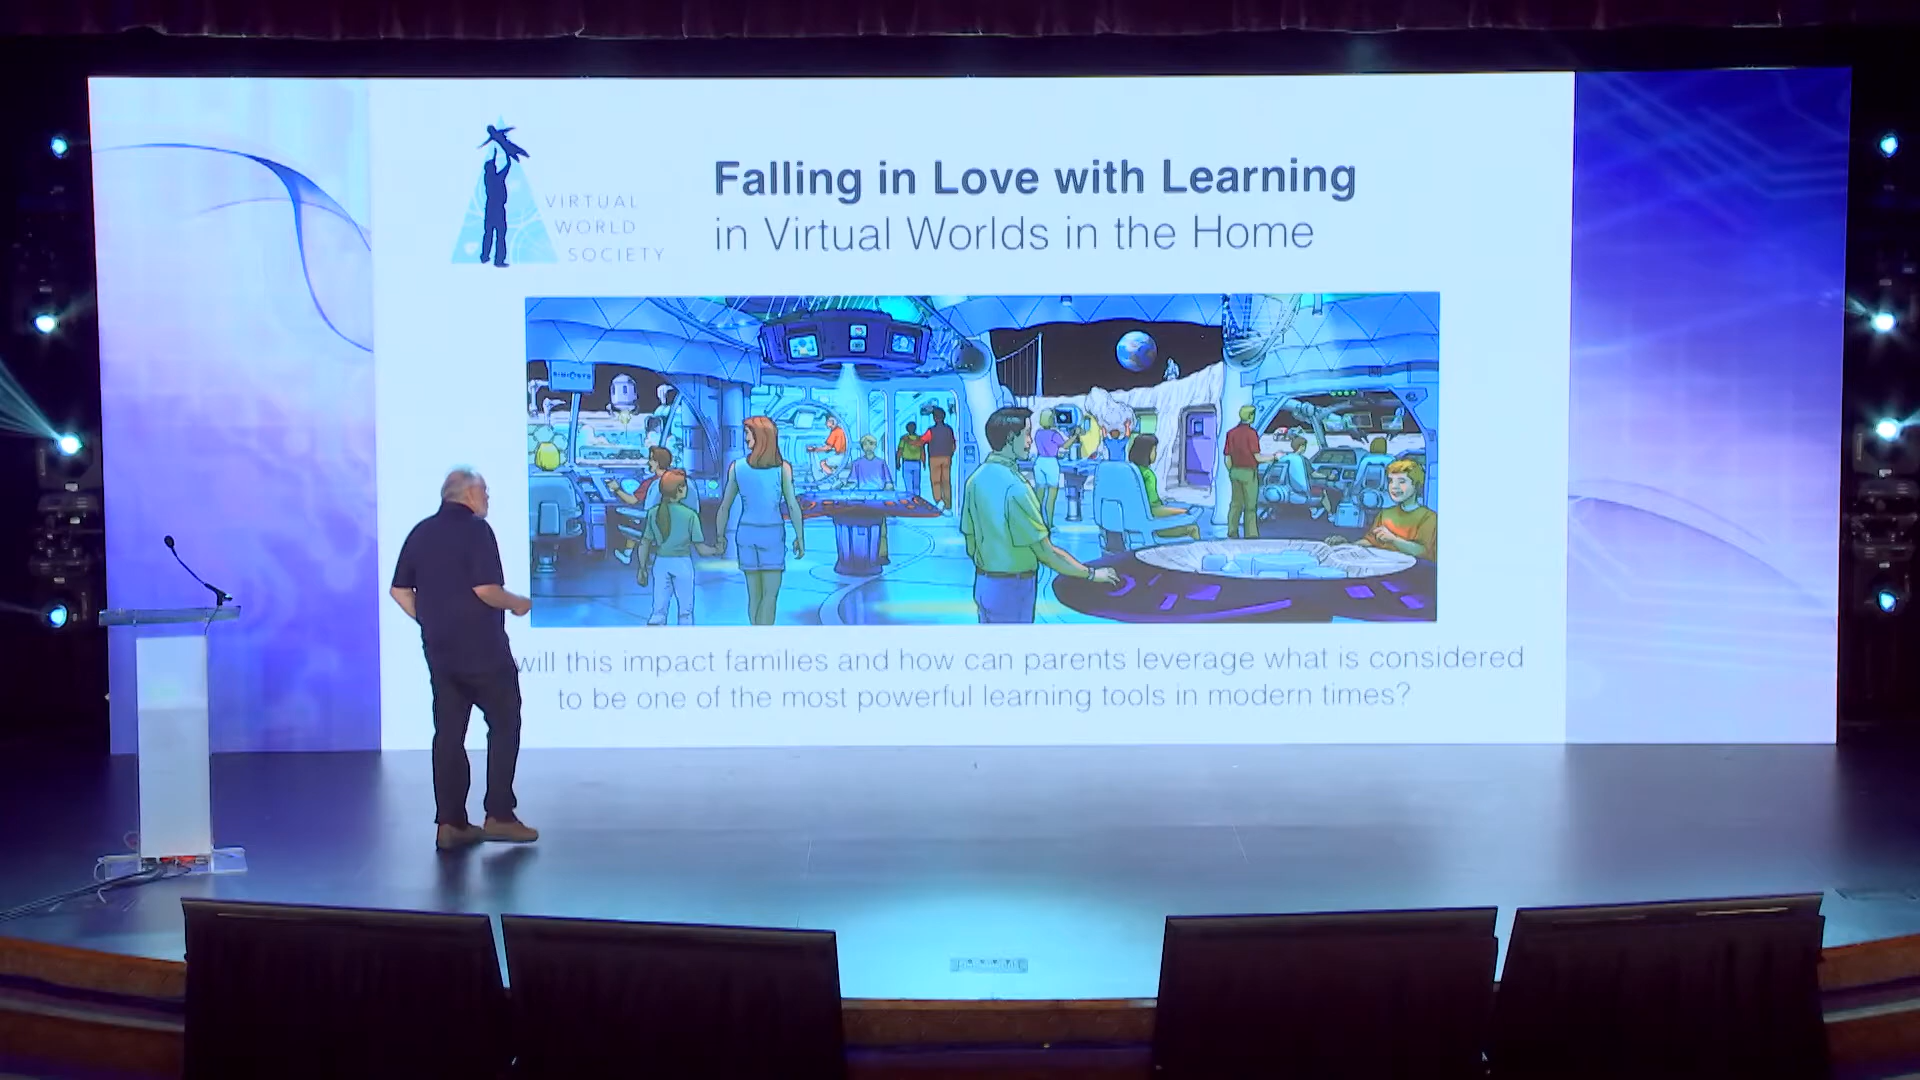 VIRTUAL
WORLD
SOCIETY
Falling in Love with Learning
in Virtual Worlds in the Home
will this impact families and how can parents leverage what is considered
to be one of the most powerful learning tools in modern times?